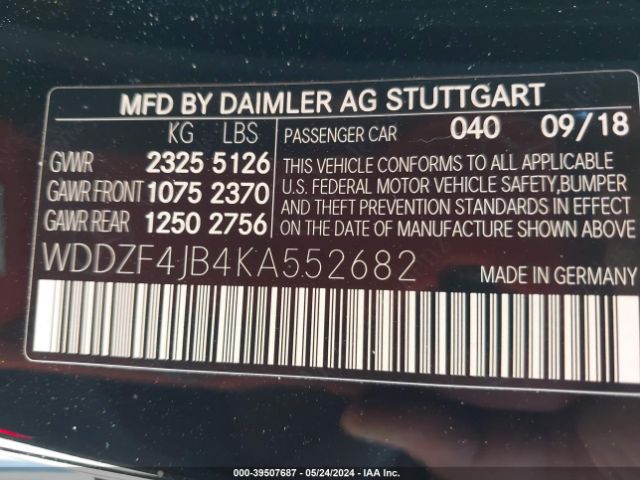 MFD BY DAIMLER AG STUTTGART
KG LBS PASSENGER CAR 040 09/18
GVWR 2325 5126
GAWR FRONT 1075 2370
GAWR REAR 1250 2756
THIS VEHICLE CONFORMS TO ALL APPLICABLE
U.S. FEDERAL MOTOR VEHICLE SAFETY,BUMPER
AND THEFT PREVENTION STANDARDS IN EFFECT
ON THE DATE OF MANUFACTURE SHOWN ABOVE
WDDZF4JB4KA552682 MADE IN GERMANY
000-39507687 - 05/24/2024 - IAA Inc.